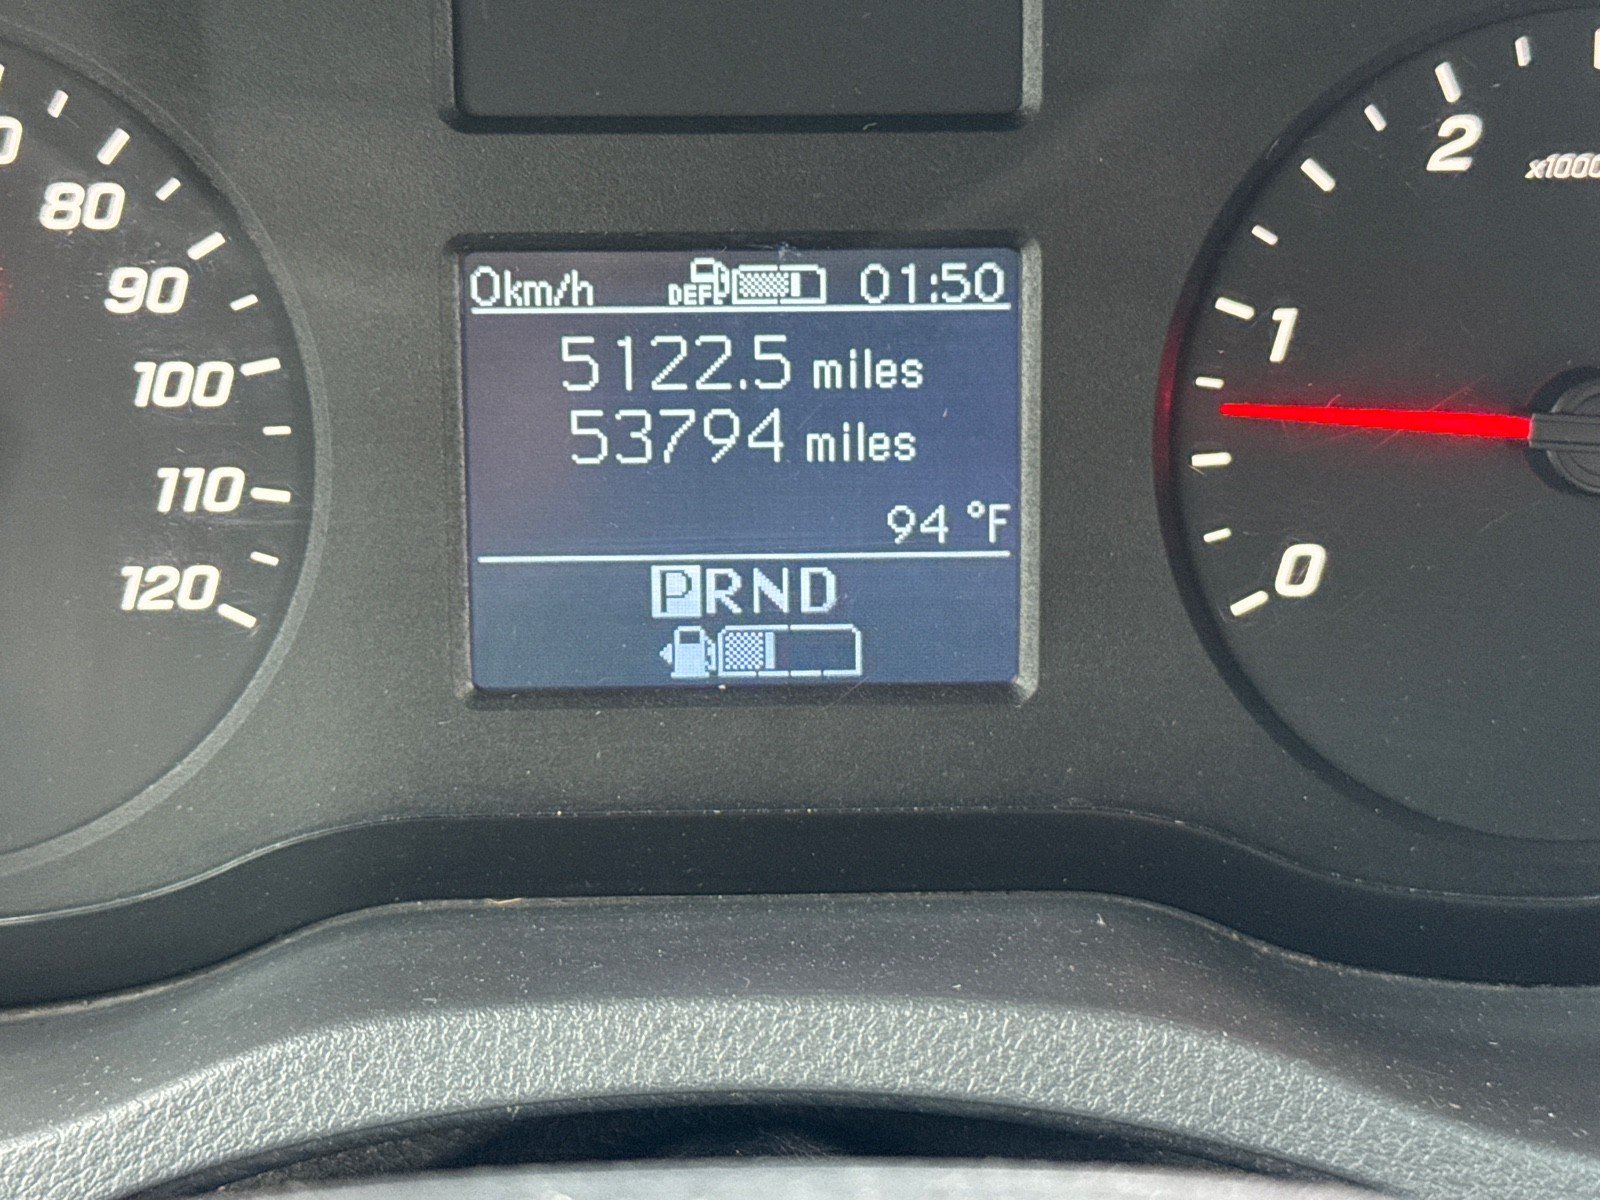 80
90
100
110
120
0km/h DEF 01:50
5122.5 miles
53794 miles
94 °F
PRND
2
x1000
1
0